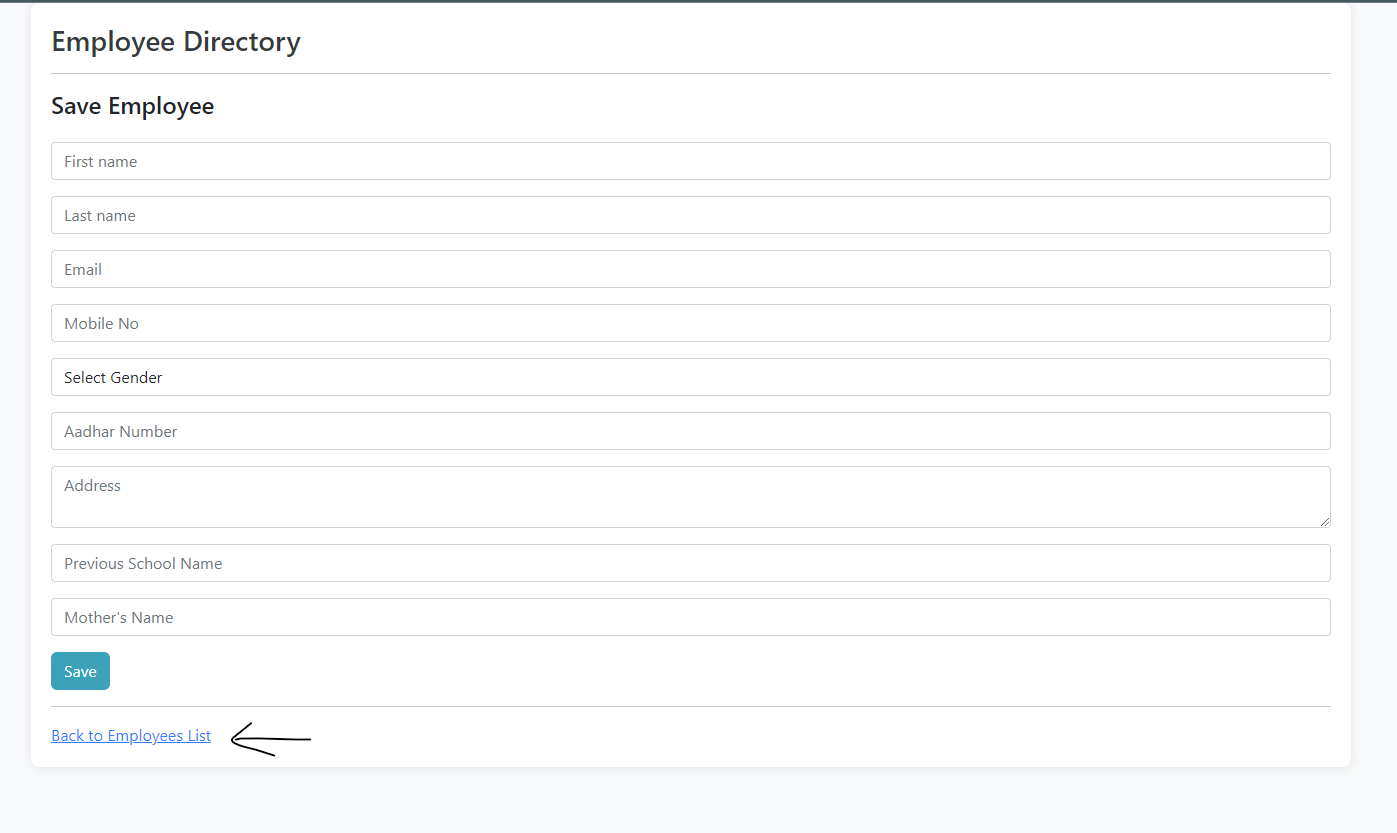 Employee Directory
Save Employee
First name
Last name
Email
Mobile No
Select Gender
Aadhar Number
Address
Previous School Name
Mother's Name
Save
Back to Employees List